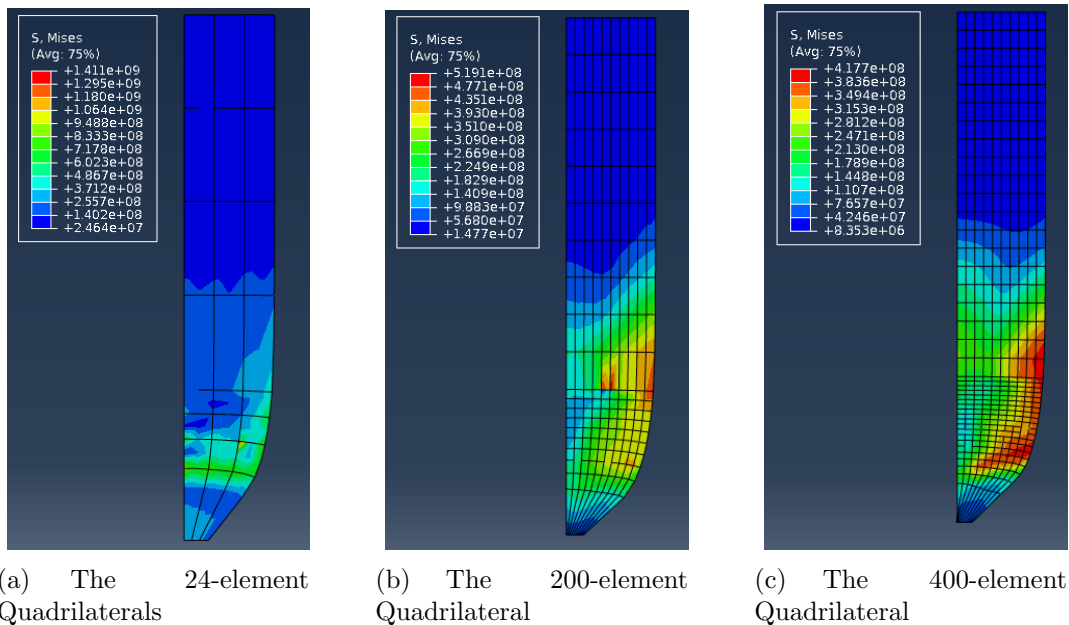 S, Mises
(Avg: 75%)
+1.411e+09
+1.295e+09
+1.180e+09
+1.064e+09
+9.488e+08
+8.333e+08
+7.178e+08
+6.023e+08
+4.867e+08
+3.712e+08
+2.557e+08
+1.402e+08
+2.464e+07
S, Mises
(Avg: 75%)
+5.191e+08
+4.771e+08
+4.351e+08
+3.930e+08
+3.510e+08
+3.090e+08
+2.669e+08
+2.249e+08
+1.829e+08
+1.409e+08
+9.883e+07
+5.680e+07
+1.477e+07
S, Mises
(Avg: 75%)
+4.177e+08
+3.836e+08
+3.494e+08
+3.153e+08
+2.812e+08
+2.471e+08
+2.130e+08
+1.789e+08
+1.448e+08
+1.107e+08
+7.657e+07
+4.246e+07
+8.353e+06
(a) The 24-element
Quadrilaterals
(b) The 200-element
Quadrilateral
(c) The 400-element
Quadrilateral